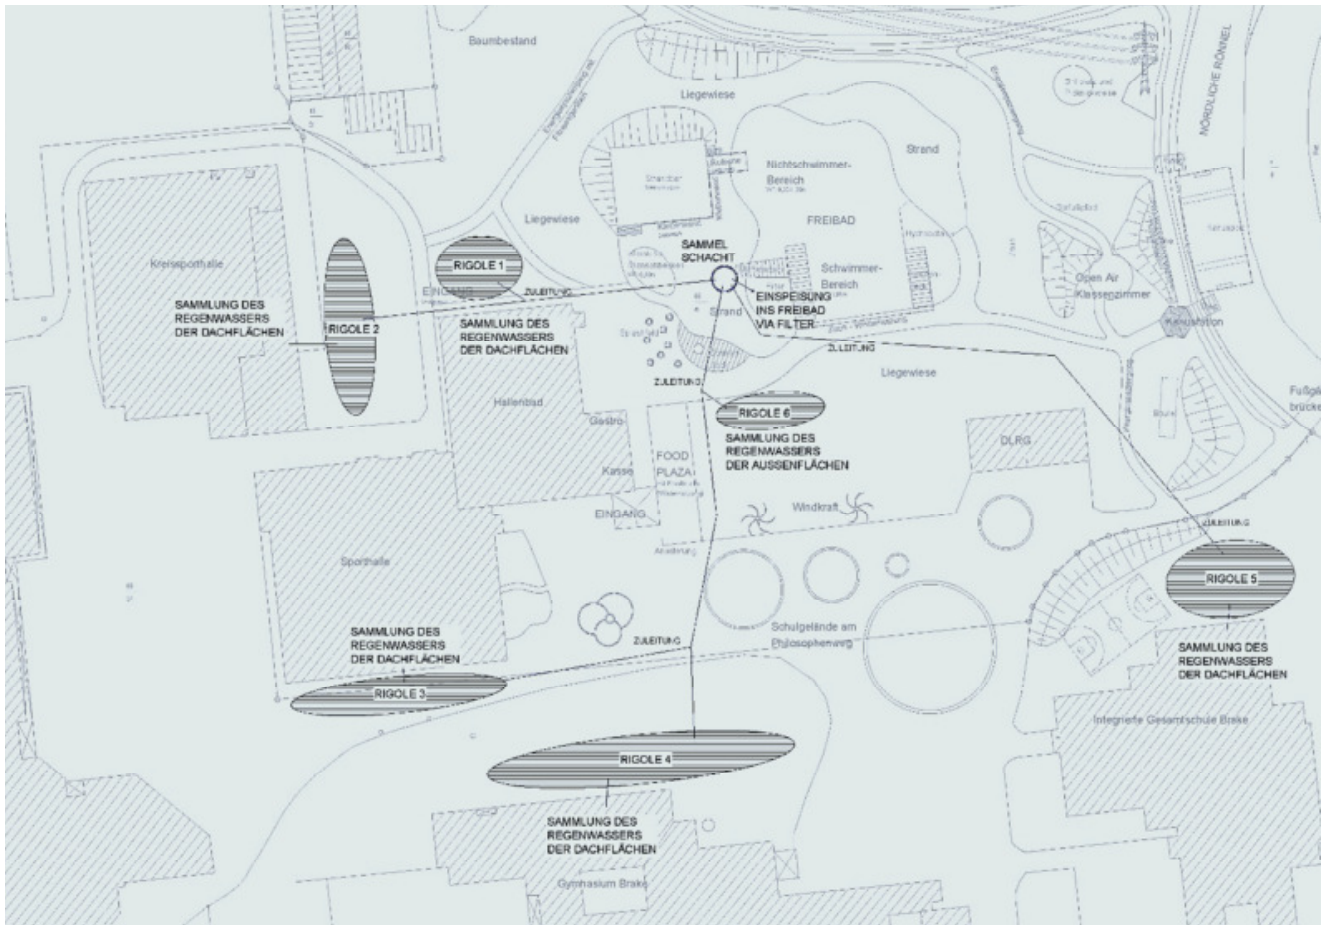 Baumbestand
Liegewiese
NÖRDLICHE RÖNNEL
Strand
Nichtschwimmer-
Bereich
Liegewiese
FREIBAD
Kreissporthalle
SAMMEL
SCHACHT
RIGOLE 1
Schwimmer-
Bereich
Open Air
Klassenzimmer
EINGANG
ZULEITUNG
EINSPEISUNG
INS FREIBAD
VIA FILTER
Strand
SAMMLUNG DES
REGENWASSERS
DER DACHFLÄCHEN
RIGOLE 2
SAMMLUNG DES
REGENWASSERS
DER DACHFLÄCHEN
ZULEITUNG
Liegewiese
ZULEITUNG
Hallenbad
RIGOLE 6
Gastro
SAMMLUNG DES
REGENWASSERS
DER AUSSENFLÄCHEN
DLRG
FOOD
PLAZA
Kasse
EINGANG
Windkraft
ZULEITUNG
Sporthalle
RIGOLE 5
SAMMLUNG DES
REGENWASSERS
DER DACHFLÄCHEN
ZULEITUNG
Schulgelände am
Philosophenweg
SAMMLUNG DES
REGENWASSERS
DER DACHFLÄCHEN
RIGOLE 3
Integrierte Gesamtschule Brake
RIGOLE 4
SAMMLUNG DES
REGENWASSERS
DER DACHFLÄCHEN
Gymnasium Brake